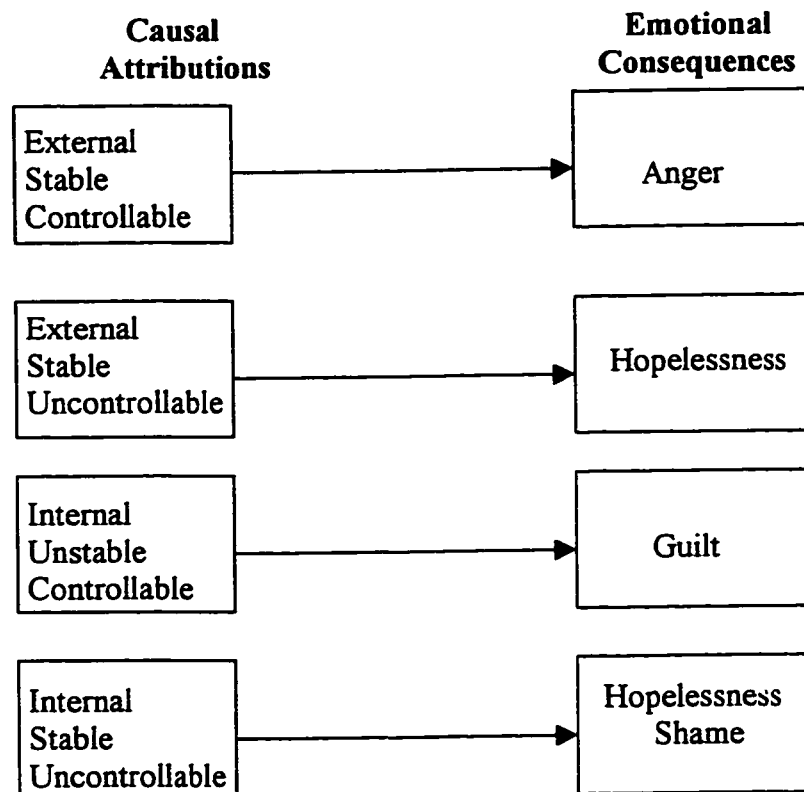 Causal
Attributions
Emotional
Consequences
External
Stable
Controllable
Anger
External
Stable
Uncontrollable
Hopelessness
Internal
Unstable
Controllable
Guilt
Internal
Stable
Uncontrollable
Hopelessness
Shame